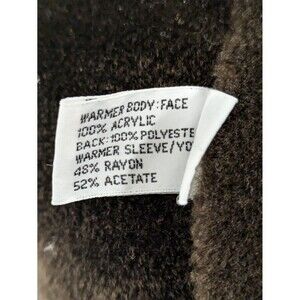 WARMER BODY: FACE
100% ACRYLIC
BACK: 100% POLYESTE
WARMER SLEEVE/YO
48% RAYON
52% ACETATE